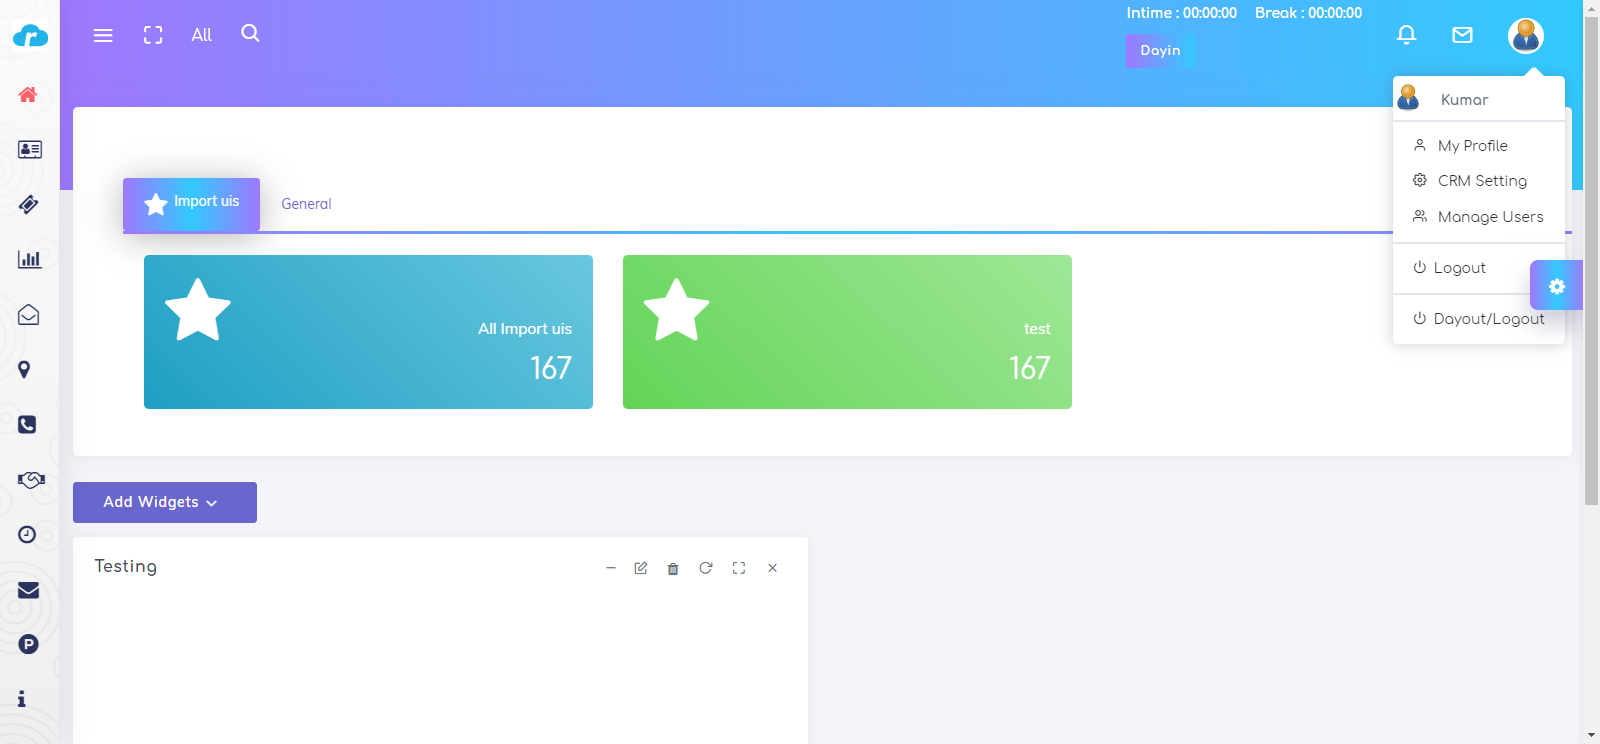 Intime : 00:00:00 Break : 00:00:00
All
Dayin
Kumar
My Profile
CRM Setting
Manage Users
Logout
Dayout/Logout
Import uis
General
All Import uis
167
test
167
Add Widgets
Testing